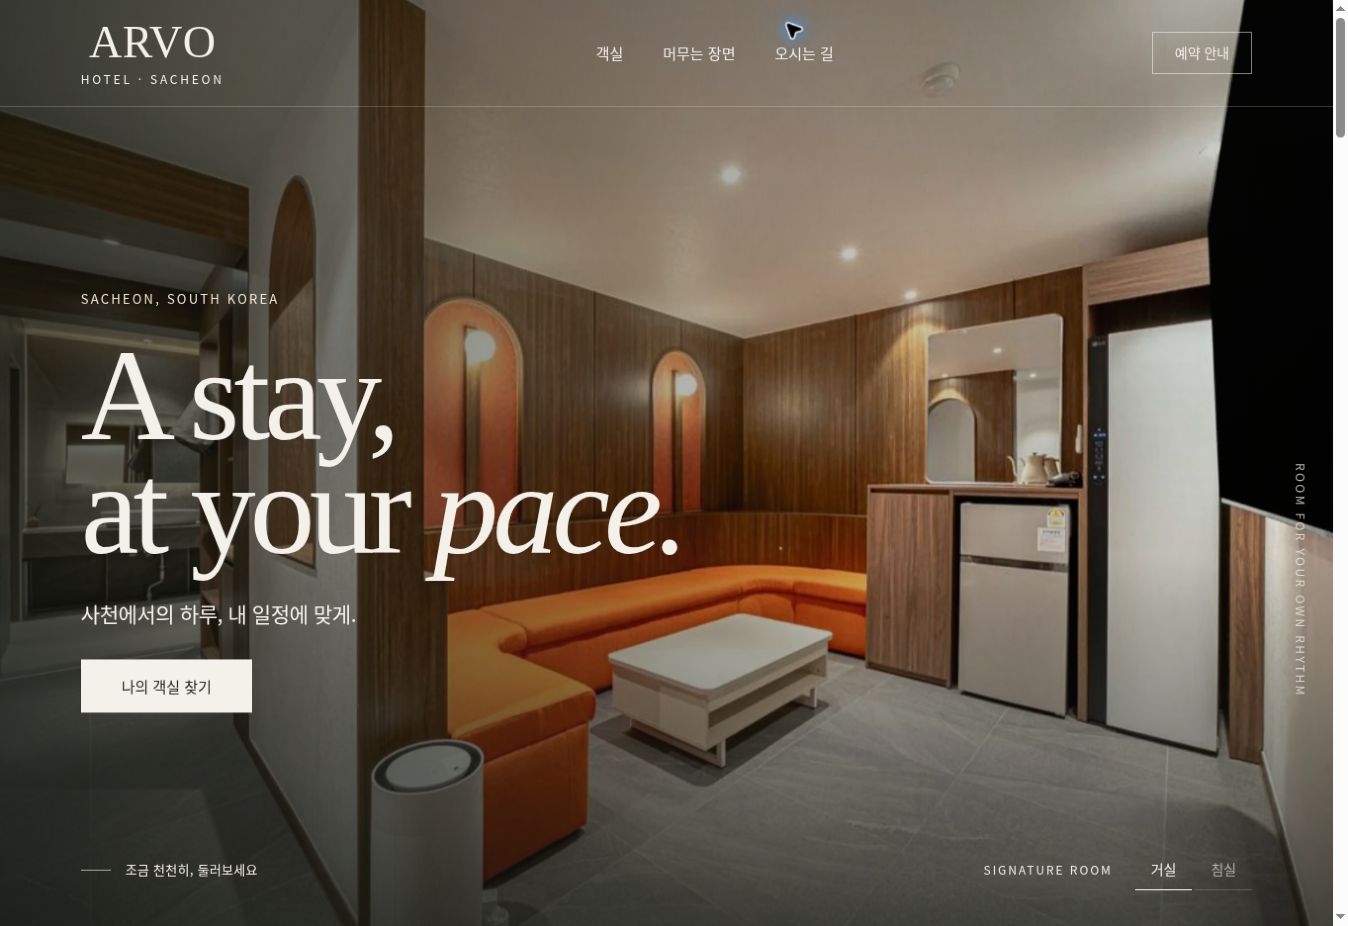 ARVO
HOTEL · SACHEON
객실 머무는 장면 오시는 길
예약 안내
SACHEON, SOUTH KOREA
A stay,
at your pace.
사천에서의 하루, 내 일정에 맞게.
나의 객실 찾기
ROOM FOR YOUR OWN RHYTHM
조금 천천히, 둘러보세요
SIGNATURE ROOM 거실 침실